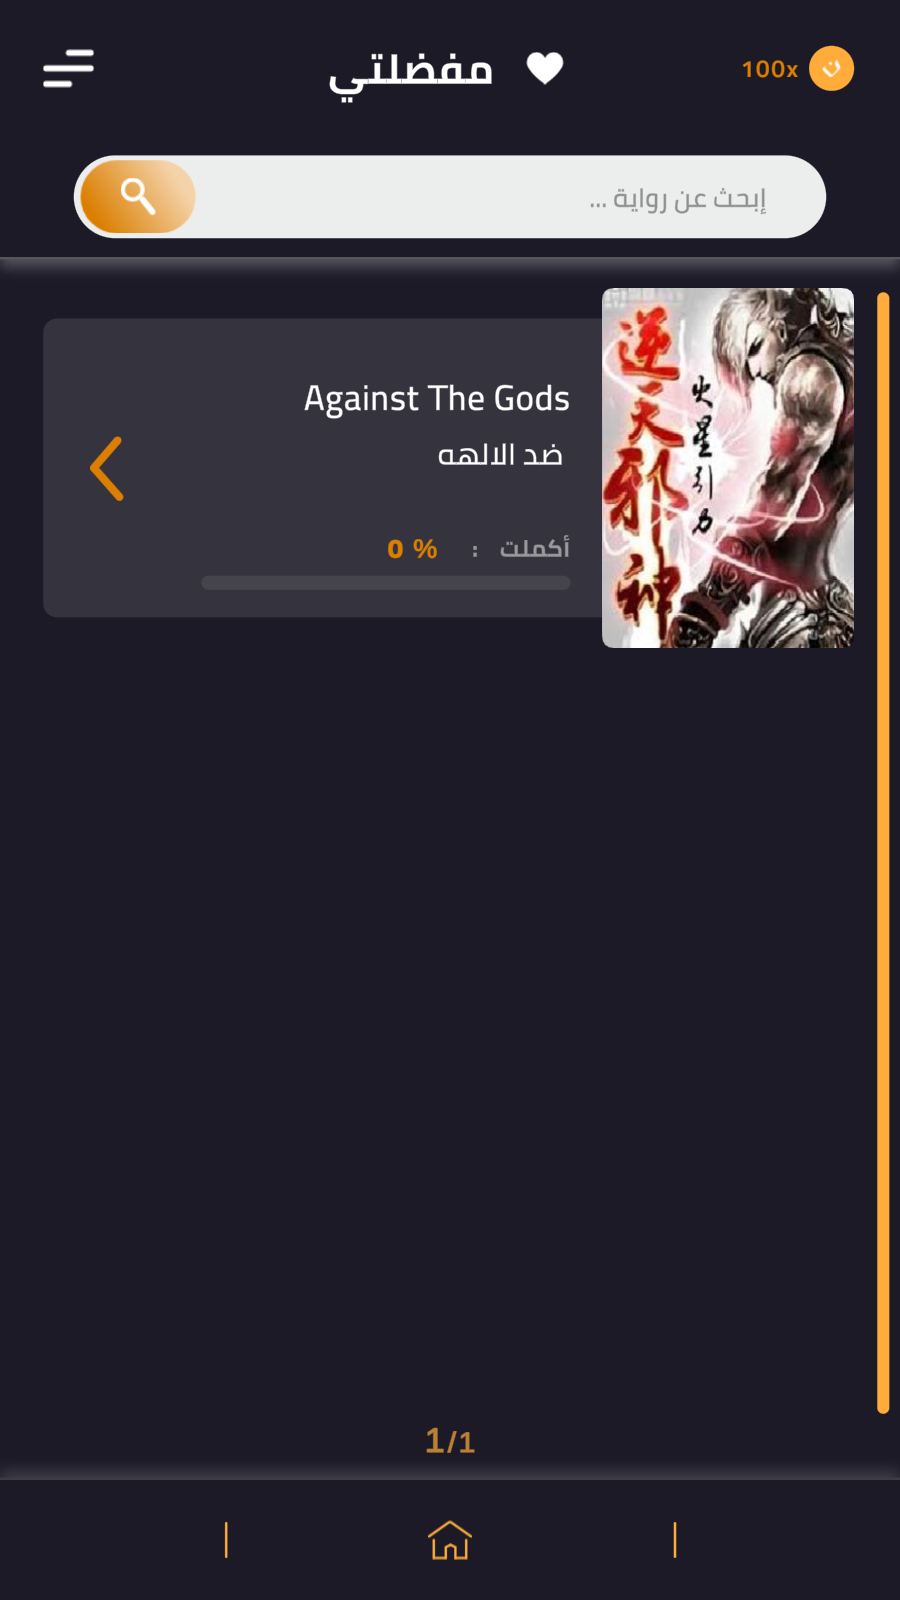 مفضلتي
100x
إبحث عن رواية ...
Against The Gods
ضد الالهه
أكملت : 0 %
逆天邪神
火星引力
1/1